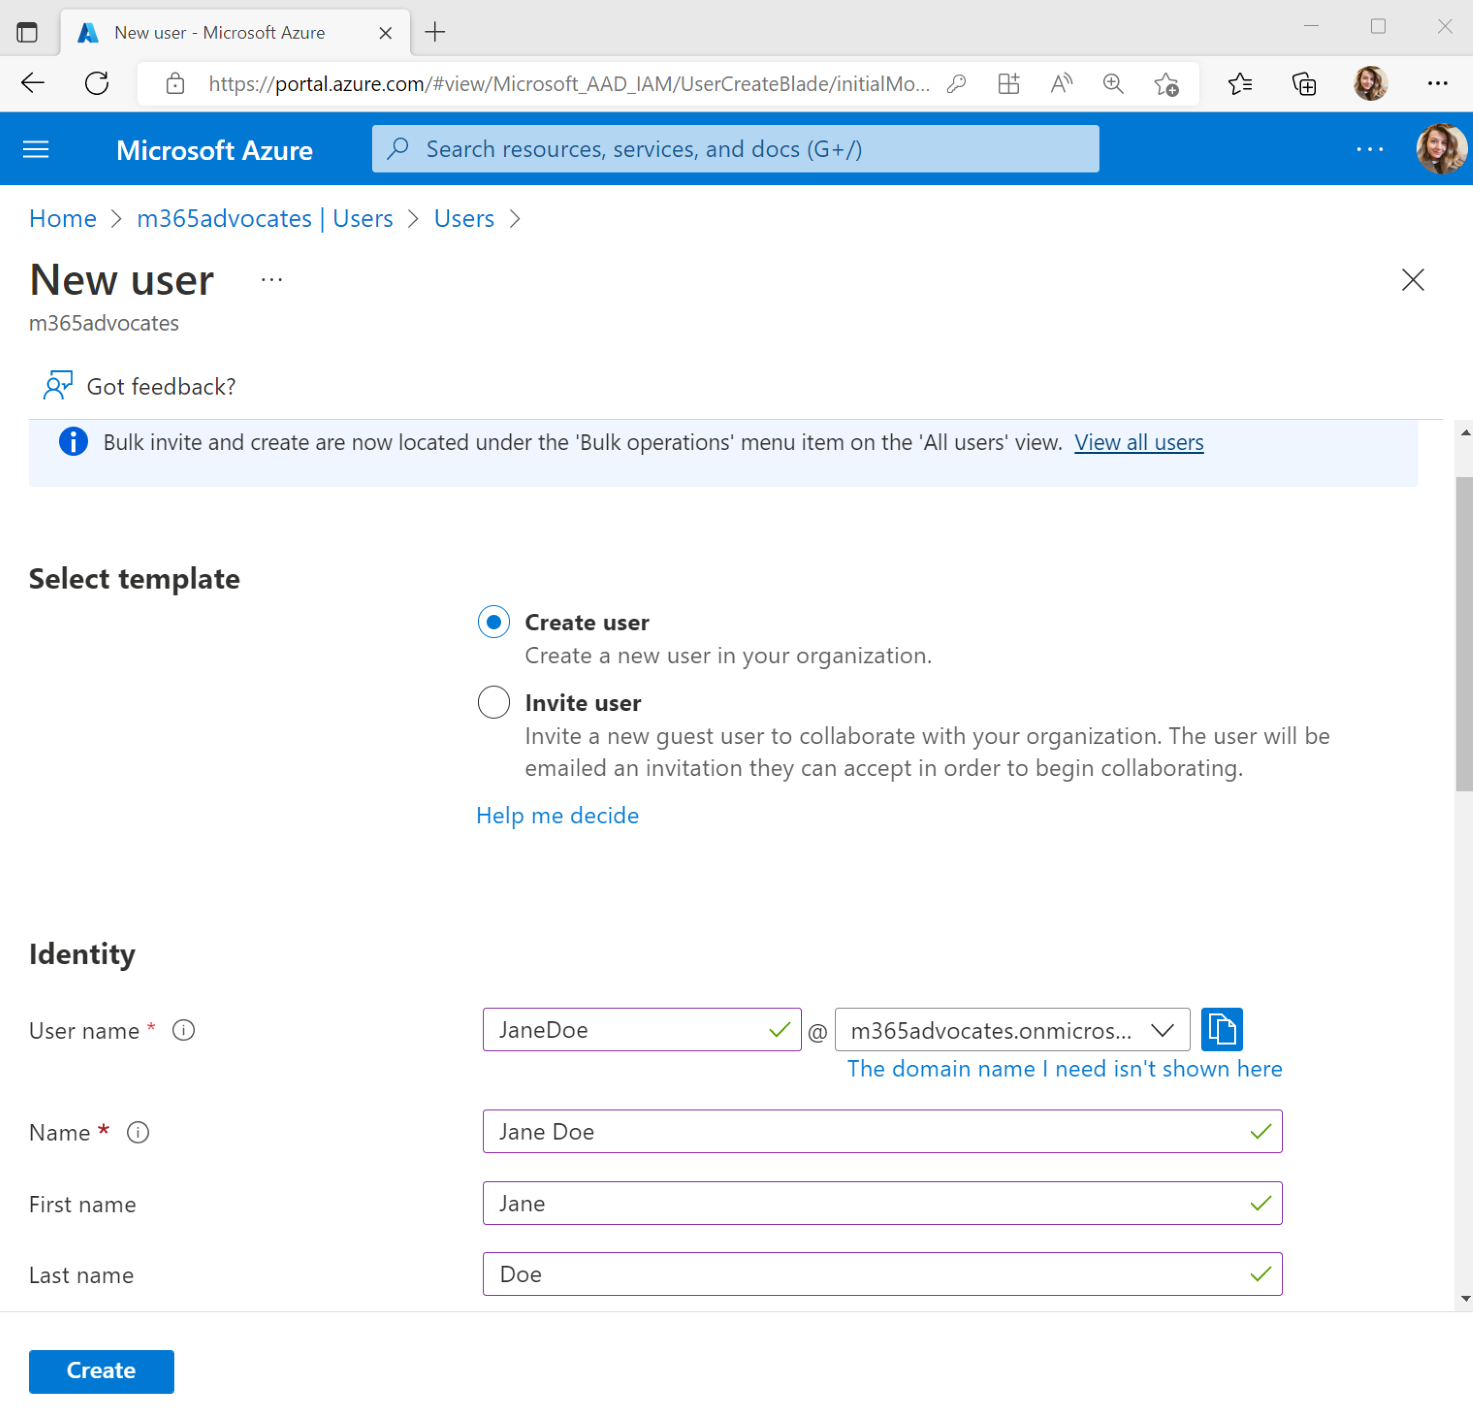 New user - Microsoft Azure
https://portal.azure.com/#view/Microsoft_AAD_IAM/UserCreateBlade/initialMo...
Microsoft Azure
Search resources, services, and docs (G+/)
Home > m365advocates | Users > Users >
New user ...
m365advocates
Got feedback?
Bulk invite and create are now located under the 'Bulk operations' menu item on the 'All users' view. View all users
Select template
Create user
Create a new user in your organization.
Invite user
Invite a new guest user to collaborate with your organization. The user will be
emailed an invitation they can accept in order to begin collaborating.
Help me decide
Identity
User name * JaneDoe @ m365advocates.onmicros...
The domain name I need isn't shown here
Name * Jane Doe
First name Jane
Last name Doe
Create